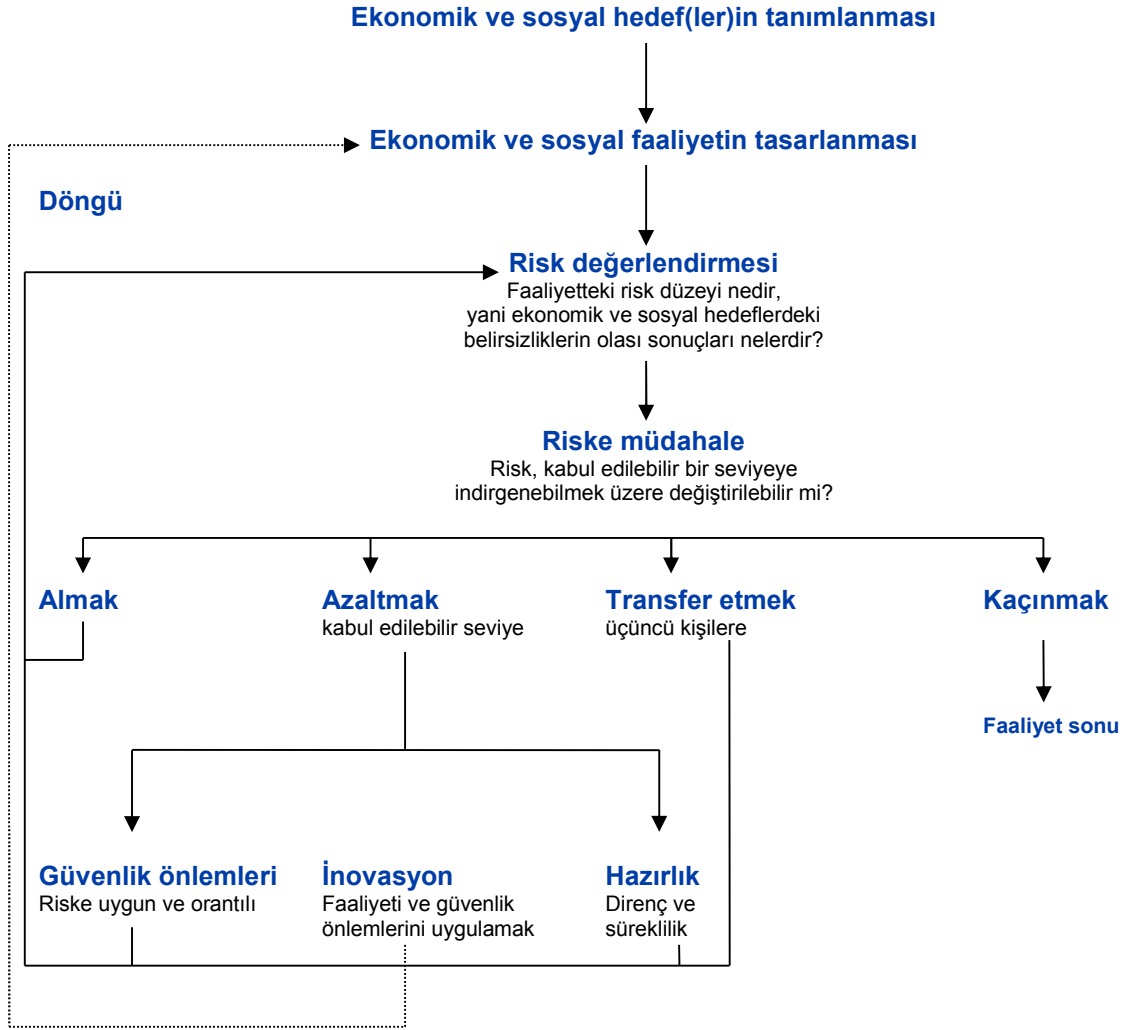 Ekonomik ve sosyal hedef(ler)in tanımlanması
Ekonomik ve sosyal faaliyetin tasarlanması
Döngü
Risk değerlendirmesi
Faaliyetteki risk düzeyi nedir,
yani ekonomik ve sosyal hedeflerdeki
belirsizliklerin olası sonuçları nelerdir?
Riske müdahale
Risk, kabul edilebilir bir seviyeye
indirgenebilmek üzere değiştirilebilir mi?
Almak
Azaltmak
kabul edilebilir seviye
Transfer etmek
üçüncü kişilere
Kaçınmak
Faaliyet sonu
Güvenlik önlemleri
Riske uygun ve orantılı
İnovasyon
Faaliyeti ve güvenlik
önlemlerini uygulamak
Hazırlık
Direnç ve
süreklilik